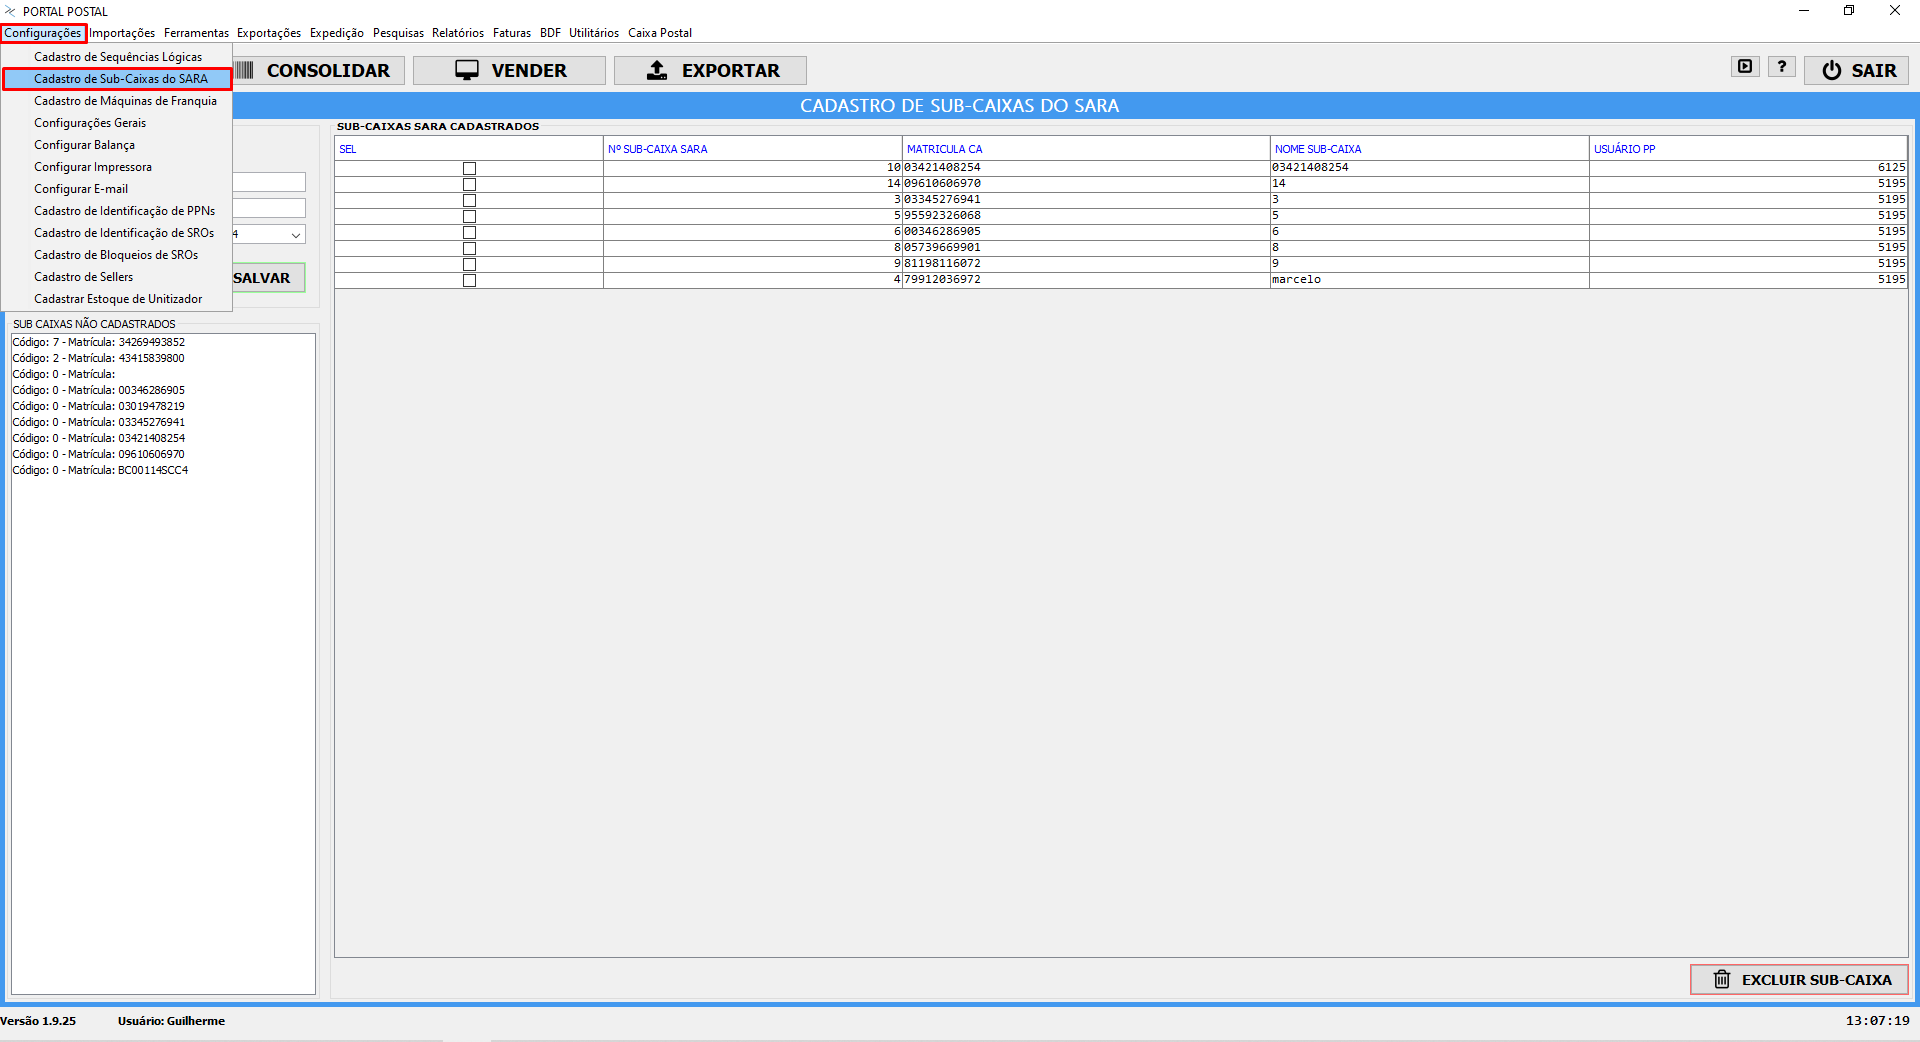 PORTAL POSTAL
Configurações Importações Ferramentas Exportações Expedição Pesquisas Relatórios Faturas BDF Utilitários Caixa Postal
Cadastro de Sequências Lógicas
Cadastro de Sub-Caixas do SARA
Cadastro de Máquinas de Franquia
Configurações Gerais
Configurar Balança
Configurar Impressora
Configurar E-mail
Cadastro de Identificação de PPNs
Cadastro de Identificação de SROs
Cadastro de Bloqueios de SROs
Cadastro de Sellers
Cadastrar Estoque de Unitizador
CONSOLIDAR VENDER EXPORTAR ? SAIR
CADASTRO DE SUB-CAIXAS DO SARA
4
SALVAR
SUB CAIXAS NÃO CADASTRADOS
Código: 7 - Matrícula: 34269493852
Código: 2 - Matrícula: 43415839800
Código: 0 - Matrícula:
Código: 0 - Matrícula: 00346286905
Código: 0 - Matrícula: 03019478219
Código: 0 - Matrícula: 03345276941
Código: 0 - Matrícula: 03421408254
Código: 0 - Matrícula: 09610606970
Código: 0 - Matrícula: BC00114SCC4
SUB-CAIXAS SARA CADASTRADOS
SEL Nº SUB-CAIXA SARA MATRICULA CA NOME SUB-CAIXA USUÁRIO PP
10 03421408254 03421408254 6125
14 09610606970 14 5195
3 03345276941 3 5195
5 95592326068 5 5195
6 00346286905 6 5195
8 05739669901 8 5195
9 81198116072 9 5195
4 79912036972 marcelo 5195
EXCLUIR SUB-CAIXA
Versão 1.9.25 Usuário: Guilherme 13:07:19